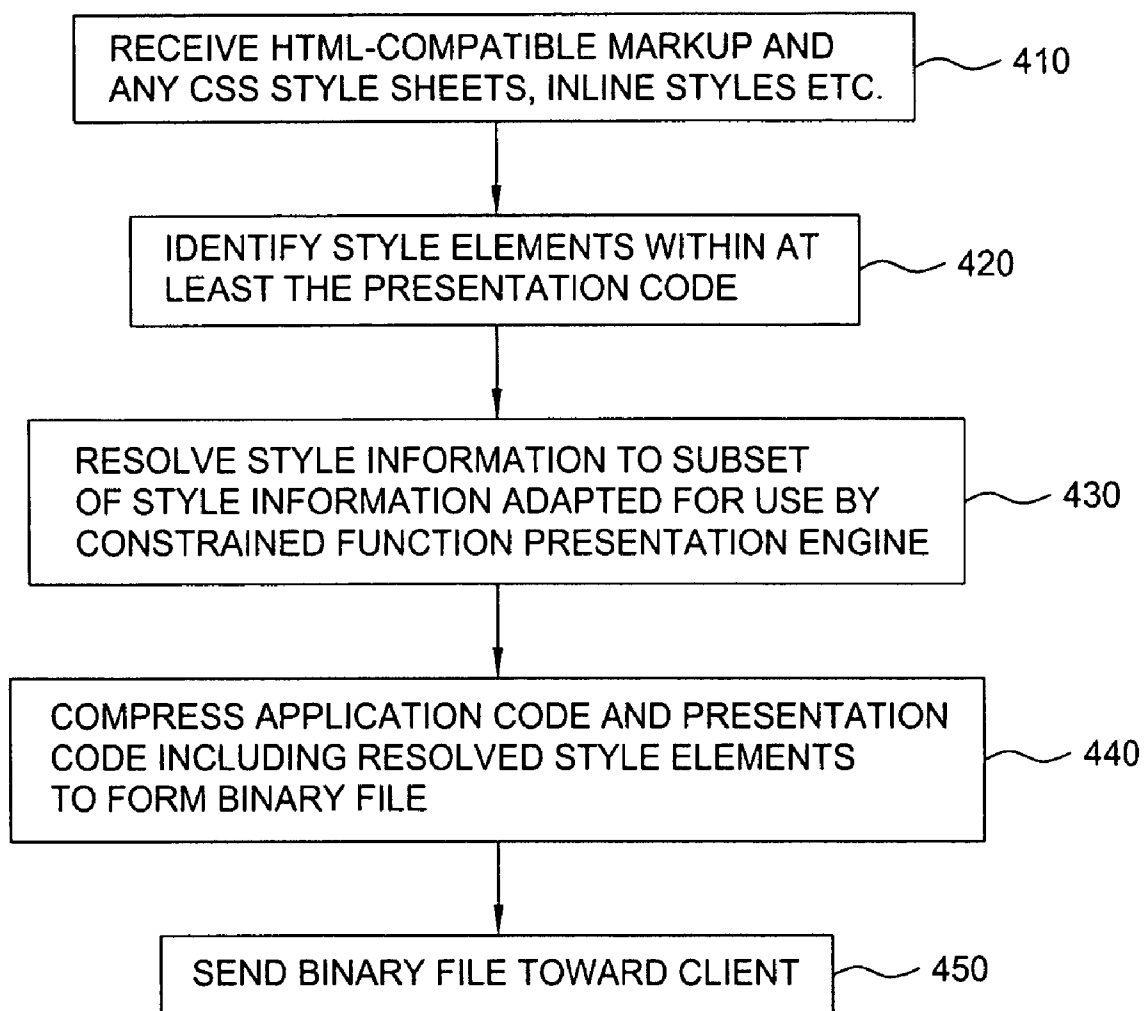 RECEIVE HTML-COMPATIBLE MARKUP AND
ANY CSS STYLE SHEETS, INLINE STYLES ETC.
410
IDENTIFY STYLE ELEMENTS WITHIN AT
LEAST THE PRESENTATION CODE
420
RESOLVE STYLE INFORMATION TO SUBSET
OF STYLE INFORMATION ADAPTED FOR USE BY
CONSTRAINED FUNCTION PRESENTATION ENGINE
430
COMPRESS APPLICATION CODE AND PRESENTATION
CODE INCLUDING RESOLVED STYLE ELEMENTS
TO FORM BINARY FILE
440
SEND BINARY FILE TOWARD CLIENT
450